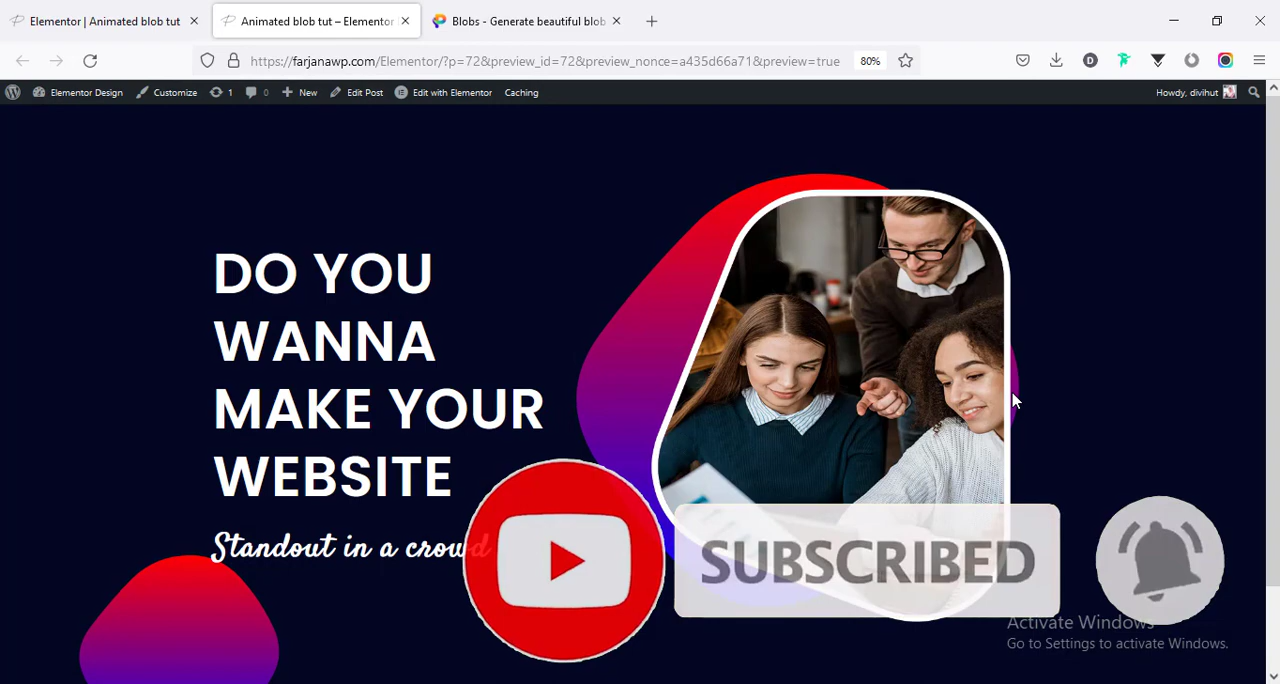 Elementor | Animated blob tut
Animated blob tut – Elementor
Blobs - Generate beautiful blob
https://farjanawp.com/Elementor/?p=72&preview_id=72&preview_nonce=a435d66a71&preview=true
80%
Elementor Design
Customize
1
0
New
Edit Post
Edit with Elementor
Caching
Howdy, divihut
DO YOU
WANNA
MAKE YOUR
WEBSITE
Standout in a crowd
SUBSCRIBED
Activate Windows
Go to Settings to activate Windows.